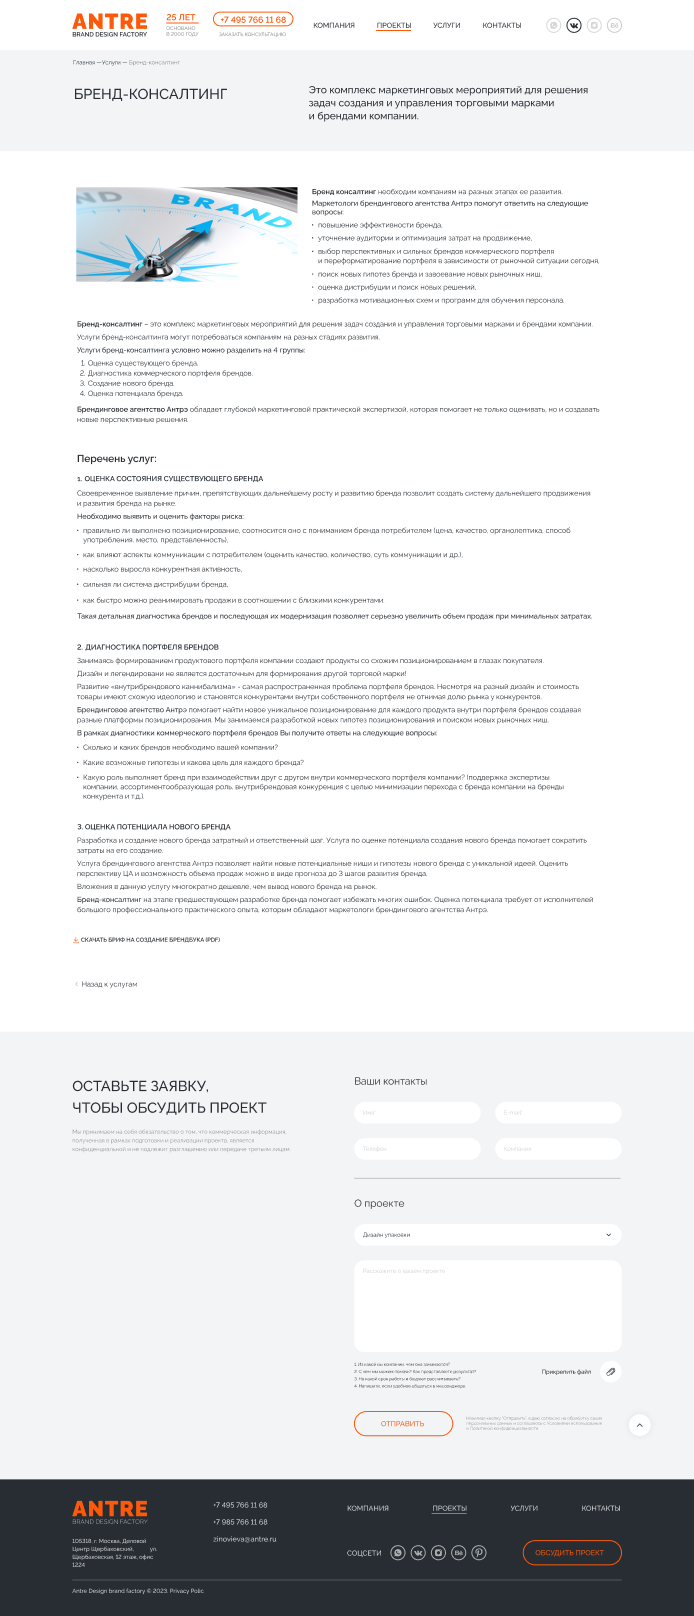 ANTRE
BRAND DESIGN FACTORY
25 ЛЕТ
ОСНОВАНО
В 2000 ГОДУ
+7 495 766 11 68
ЗАКАЗАТЬ КОНСУЛЬТАЦИЮ
КОМПАНИЯ ПРОЕКТЫ УСЛУГИ КОНТАКТЫ
Главная —Услуги — Бренд-консалтинг
БРЕНД-КОНСАЛТИНГ
Это комплекс маркетинговых мероприятий для решения
задач создания и управления торговыми марками
и брендами компании.
ND
BRAND
Бренд консалтинг необходим компаниям на разных этапах ее развития.
Маркетологи брендингового агентства Антрэ помогут ответить на следующие
вопросы:
• повышение эффективности бренда,
• уточнение аудитории и оптимизация затрат на продвижение,
• выбор перспективных и сильных брендов коммерческого портфеля
и переформатирование портфеля в зависимости от рыночной ситуации сегодня,
• поиск новых гипотез бренда и завоевание новых рыночных ниш,
• оценка дистрибуции и поиск новых решений,
• разработка мотивационных схем и программ для обучения персонала.
Бренд-консалтинг – это комплекс маркетинговых мероприятий для решения задач создания и управления торговыми марками и брендами компании.
Услуги бренд-консалтинга могут потребоваться компаниям на разных стадиях развития.
Услуги бренд-консалтинга условно можно разделить на 4 группы:
1. Оценка существующего бренда,
2. Диагностика коммерческого портфеля брендов,
3. Создание нового бренда
4. Оценка потенциала бренда,
Брендинговое агентство Антрэ обладает глубокой маркетинговой практической экспертизой, которая помогает не только оценивать, но и создавать
новые перспективные решения.
Перечень услуг:
1. ОЦЕНКА СОСТОЯНИЯ СУЩЕСТВУЮЩЕГО БРЕНДА
Своевременное выявление причин, препятствующих дальнейшему росту и развитию бренда позволит создать систему дальнейшего продвижения
и развития бренда на рынке.
Необходимо выявить и оценить факторы риска:
• правильно ли выполнено позиционирование, соотносится оно с пониманием бренда потребителем (цена, качество, органолептика, способ
употребления, место, представленность),
• как влияют аспекты коммуникации с потребителем (оценить качество, количество, суть коммуникации и др.),
• насколько выросла конкурентная активность,
• сильная ли система дистрибуции бренда,
• как быстро можно реанимировать продажи в соотношении с близкими конкурентами
Такая детальная диагностика брендов и последующая их модернизация позволяет серьезно увеличить объем продаж при минимальных затратах.
2. ДИАГНОСТИКА ПОРТФЕЛЯ БРЕНДОВ
Занимаясь формированием продуктового портфеля компании создают продукты со схожим позиционированием в глазах покупателя.
Дизайн и легендировани не является достаточным для формирования другой торговой марки!
Развитие «внутрибрендового каннибализма» - самая распространенная проблема портфеля брендов. Несмотря на разный дизайн и стоимость
товары имеют схожую идеологию и становятся конкурентами внутри собственного портфеля не отнимая долю рынка у конкурентов.
Брендинговое агентство Антрэ помогает найти новое уникальное позиционирование для каждого продукта внутри портфеля брендов создавая
разные платформы позиционирования. Мы занимаемся разработкой новых гипотез позиционирования и поиском новых рыночных ниш.
В рамках диагностики коммерческого портфеля брендов Вы получите ответы на следующие вопросы:
• Сколько и каких брендов необходимо вашей компании?
• Какие возможные гипотезы и какова цель для каждого бренда?
• Какую роль выполняет бренд при взаимодействии друг с другом внутри коммерческого портфеля компании? (поддержка экспертизы
компании, ассортиментообразующая роль, внутрибрендовая конкуренция с целью минимизации перехода с бренда компании на бренды
конкурента и т.д.).
3. ОЦЕНКА ПОТЕНЦИАЛА НОВОГО БРЕНДА
Разработка и создание нового бренда затратный и ответственный шаг. Услуга по оценке потенциала создания нового бренда помогает сократить
затраты на его создание.
Услуга брендингового агентства Антрэ позволяет найти новые потенциальные ниши и гипотезы нового бренда с уникальной идеей. Оценить
перспективу ЦА и возможность объема продаж можно в виде прогноза до 3 шагов развития бренда.
Вложения в данную услугу многократно дешевле, чем вывод нового бренда на рынок.
Бренд-консалтинг на этапе предшествующем разработке бренда помогает избежать многих ошибок. Оценка потенциала требует от исполнителей
большого профессионального практического опыта, которым обладают маркетологи брендингового агентства Антрэ.
СКАЧАТЬ БРИФ НА СОЗДАНИЕ БРЕНДБУКА (PDF)
Назад к услугам
ОСТАВЬТЕ ЗАЯВКУ,
ЧТОБЫ ОБСУДИТЬ ПРОЕКТ
Мы принимаем на себя обязательство о том, что коммерческая информация,
полученная в рамках подготовки и реализации проекта, является
конфиденциальной и не подлежит разглашению или передаче третьим лицам.
Ваши контакты
Имя*
E-mail*
Телефон
Компания
О проекте
Дизайн упаковки
Расскажите о вашем проекте
1. Из какой вы компании, чем она занимается?
2. С чем мы можем помочь? Как представляете результат?
3. На какой срок работы и бюджет рассчитываете?
4. Напишите, если удобнее общаться в мессенджере.
Прикрепить файл
ОТПРАВИТЬ
ANTRE
BRAND DESIGN FACTORY
105318, г. Москва, Деловой
Центр Щербаковский, ул.
Щербаковская, 12 этаж, офис
1224
+7 495 766 11 68
+7 985 766 11 68
zinovieva@antre.ru
КОМПАНИЯ ПРОЕКТЫ УСЛУГИ КОНТАКТЫ
СОЦСЕТИ
ОБСУДИТЬ ПРОЕКТ
Antre Design brand factory © 2023. Privacy Polic